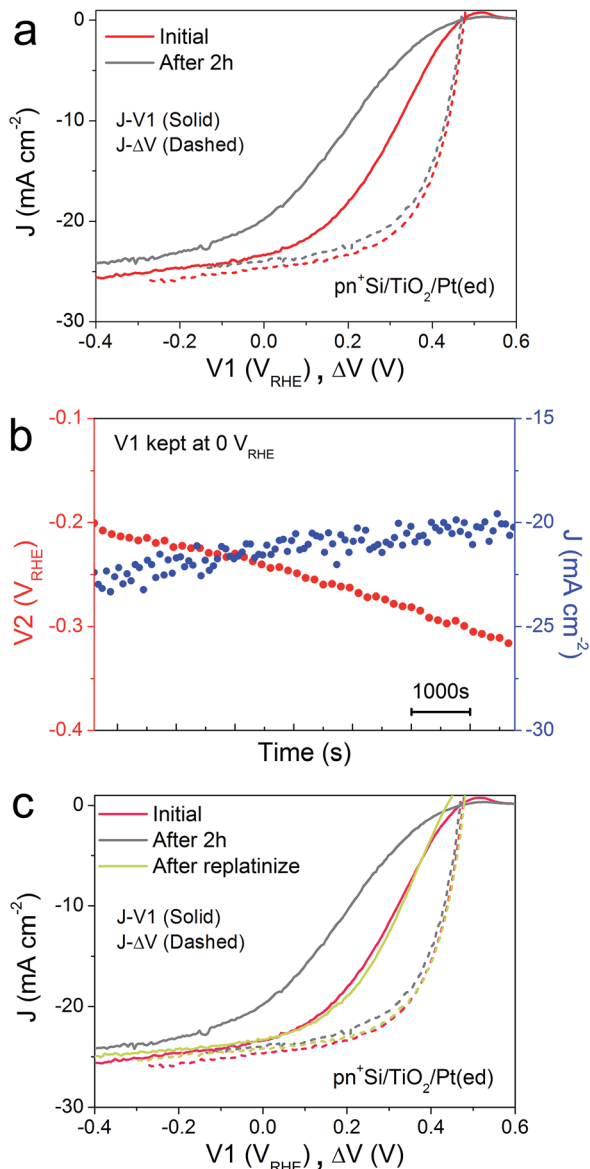 a
Initial
After 2h
J-V1 (Solid)
J-ΔV (Dashed)
pn⁺Si/TiO₂/Pt(ed)
J (mA cm⁻²)
0
-10
-20
-30
-0.4 -0.2 0.0 0.2 0.4 0.6
V1 (V_RHE) , ΔV (V)
b
V1 kept at 0 V_RHE
V2 (V_RHE)
-0.1
-0.2
-0.3
-0.4
J (mA cm⁻²)
-15
-20
-25
-30
1000s
Time (s)
c
Initial
After 2h
After replatinize
J-V1 (Solid)
J-ΔV (Dashed)
pn⁺Si/TiO₂/Pt(ed)
J (mA cm⁻²)
0
-10
-20
-30
-0.4 -0.2 0.0 0.2 0.4 0.6
V1 (V_RHE) , ΔV (V)